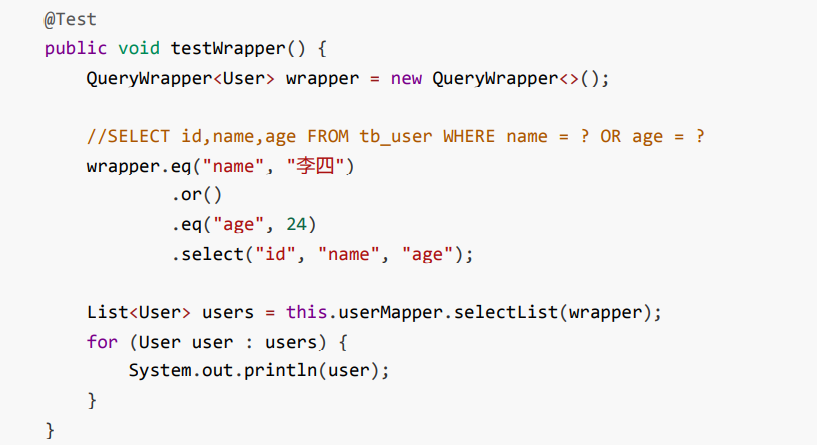 @Test
public void testWrapper() {
QueryWrapper<User> wrapper = new QueryWrapper<>();
//SELECT id,name,age FROM tb_user WHERE name = ? OR age = ?
wrapper.eq("name", "李四")
.or()
.eq("age", 24)
.select("id", "name", "age");
List<User> users = this.userMapper.selectList(wrapper);
for (User user : users) {
System.out.println(user);
}
}